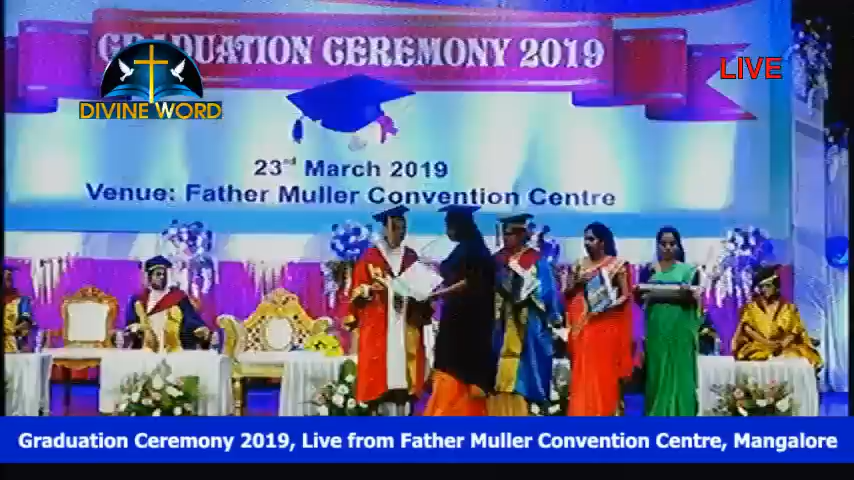 GRADUATION CEREMONY 2019
LIVE
DIVINE WORD
23rd March 2019
Venue: Father Muller Convention Centre
Graduation Ceremony 2019, Live from Father Muller Convention Centre, Mangalore